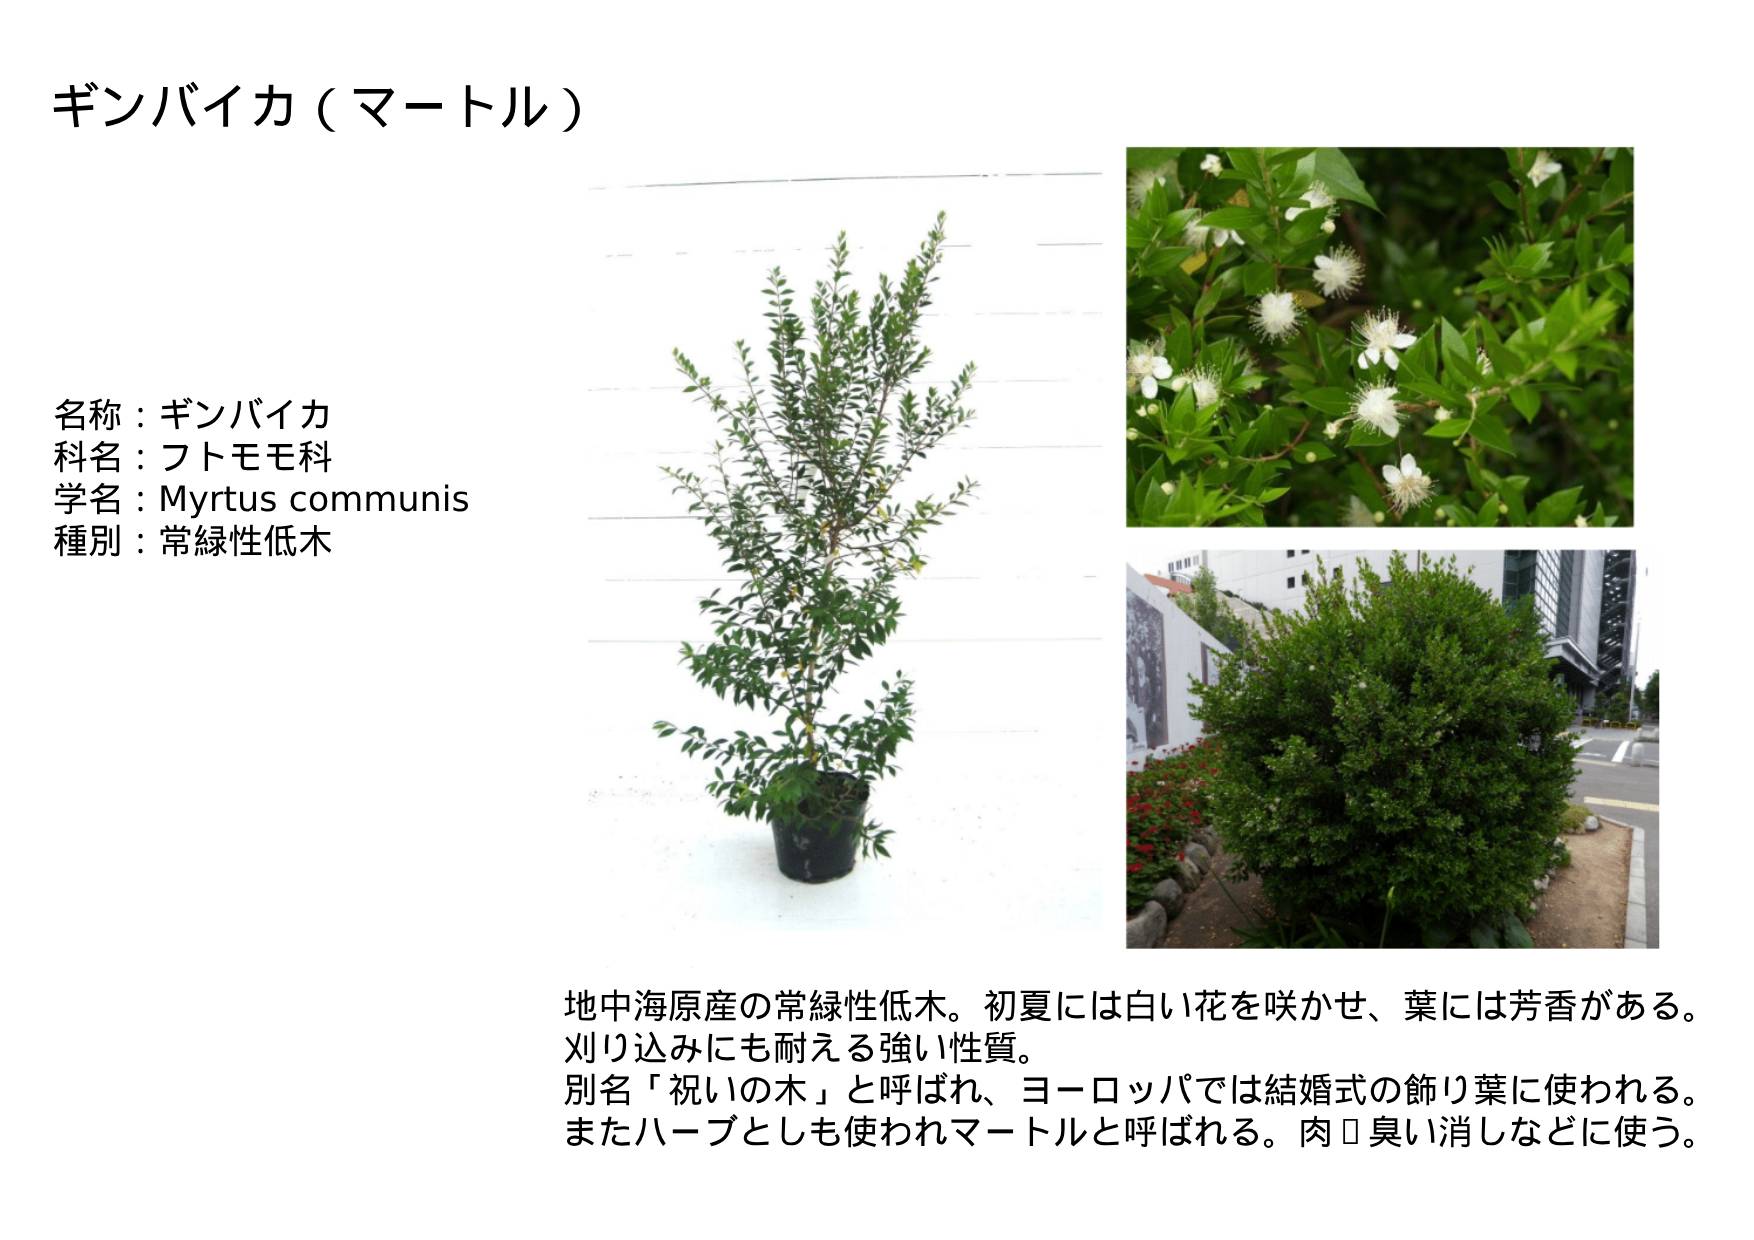 ギンバイカ（マートル）
名称：ギンバイカ
科名：フトモモ科
学名：Myrtus communis
種別：常緑性低木
地中海原産の常緑性低木。初夏には白い花を咲かせ、葉には芳香がある。
刈り込みにも耐える強い性質。
別名「祝いの木」と呼ばれ、ヨーロッパでは結婚式の飾り葉に使われる。
またハーブとしも使われマートルと呼ばれる。肉▯臭い消しなどに使う。